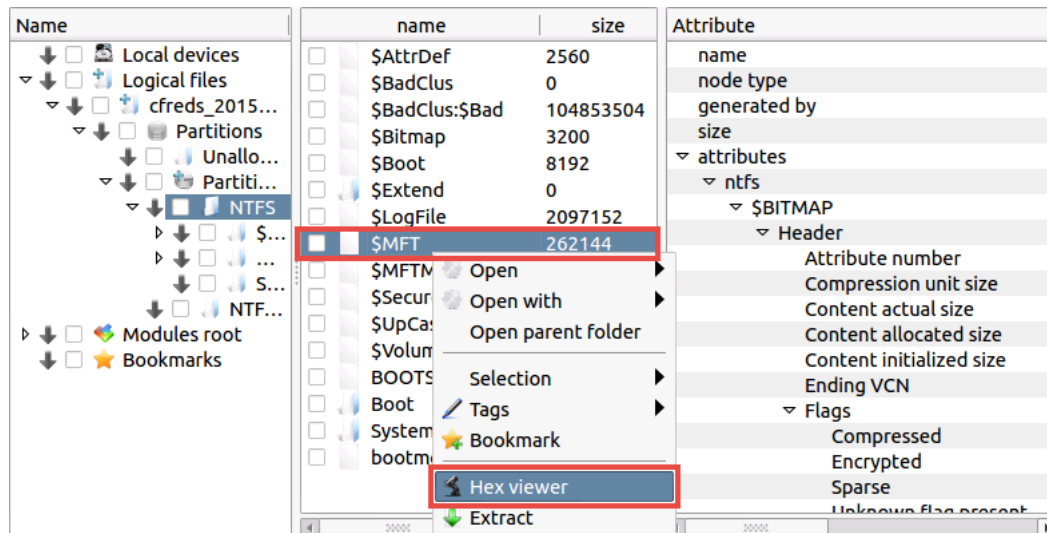 Name
Local devices
Logical files
cfreds_2015...
Partitions
Unallo...
Partiti...
NTFS
$...
...
S...
NTF...
Modules root
Bookmarks
name size
$AttrDef 2560
$BadClus 0
$BadClus:$Bad 104853504
$Bitmap 3200
$Boot 8192
$Extend 0
$LogFile 2097152
$MFT 262144
$MFTM
$Secur
$UpCas
$Volum
BOOTS
Boot
System
bootm
Open
Open with
Open parent folder
Selection
Tags
Bookmark
Hex viewer
Extract
Attribute
name
node type
generated by
size
attributes
ntfs
$BITMAP
Header
Attribute number
Compression unit size
Content actual size
Content allocated size
Content initialized size
Ending VCN
Flags
Compressed
Encrypted
Sparse
Unknown flag present